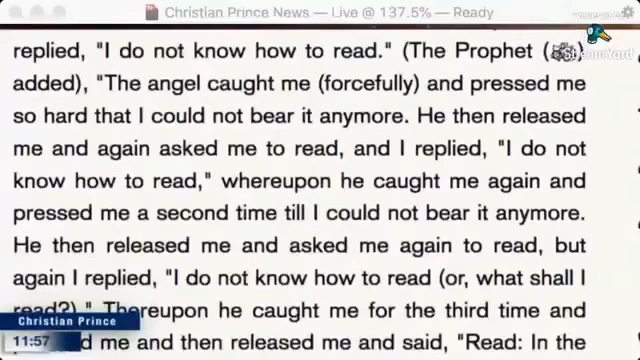 Christian Prince News — Live @ 137.5% — Ready
StreamYard
replied, "I do not know how to read." (The Prophet (ﷺ)
added), "The angel caught me (forcefully) and pressed me
so hard that I could not bear it anymore. He then released
me and again asked me to read, and I replied, "I do not
know how to read," whereupon he caught me again and
pressed me a second time till I could not bear it anymore.
He then released me and asked me again to read, but
again I replied, "I do not know how to read (or, what shall I
read?)." Thereupon he caught me for the third time and
Christian Prince
me and then released me and said, "Read: In the
11:57